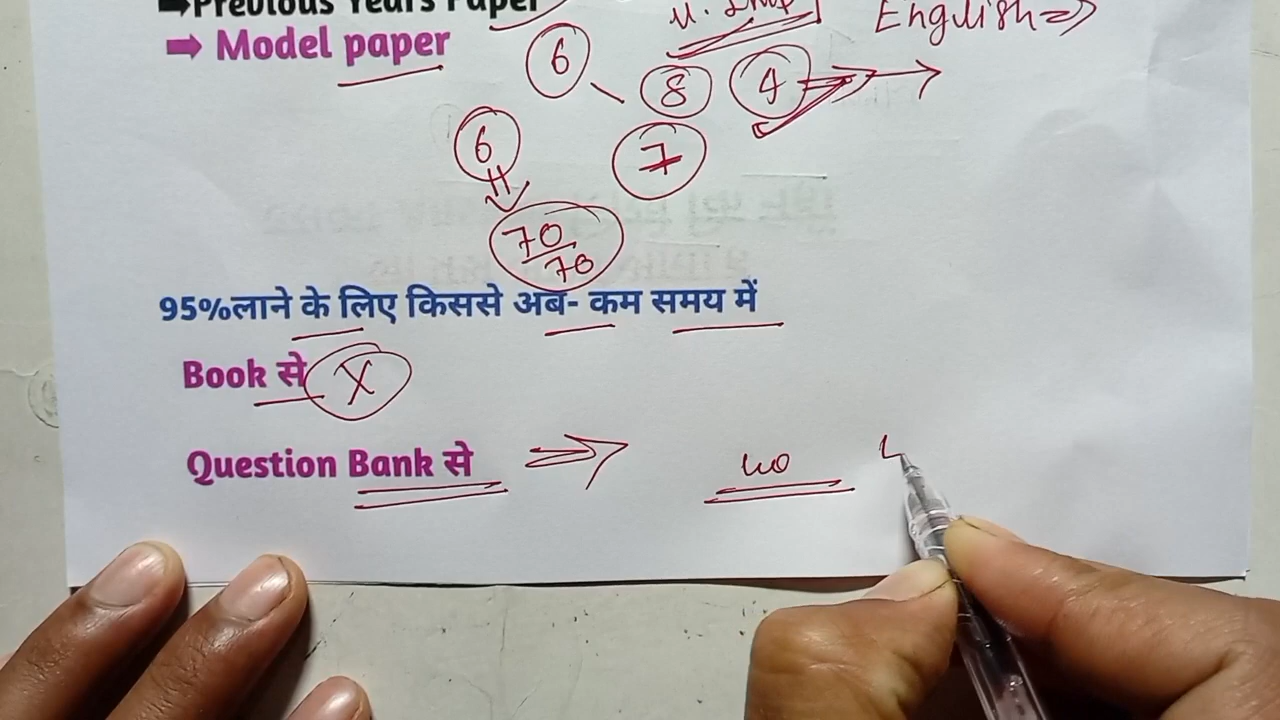 ➡Previous Years Paper
➡ Model paper
English⇒
6
8
4
6
7
70
70
95%लाने के लिए किससे अब- कम समय में
Book से X
Question Bank से